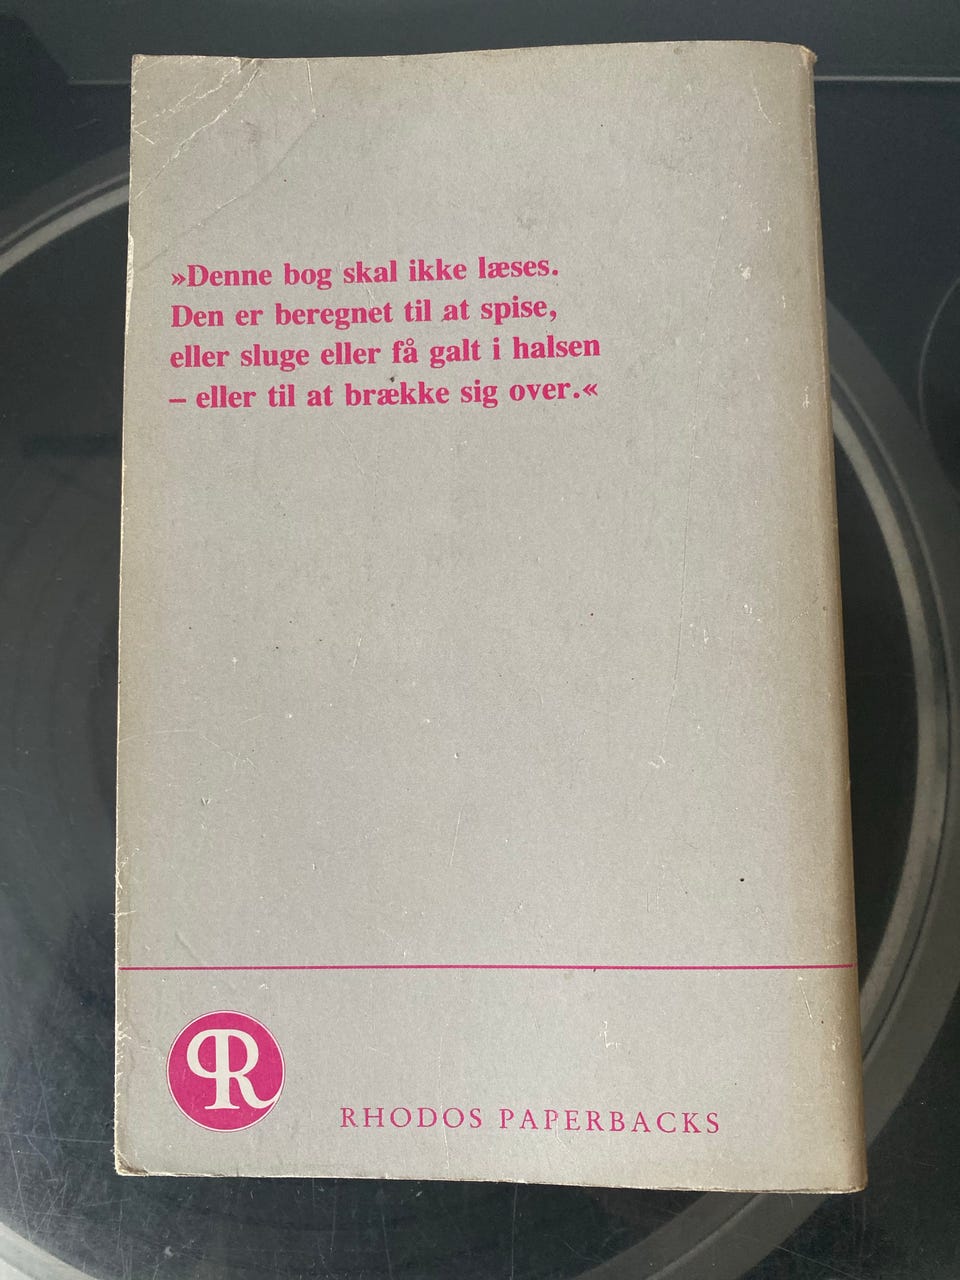 »Denne bog skal ikke læses.
Den er beregnet til at spise,
eller sluge eller få galt i halsen
– eller til at brække sig over.«
R
RHODOS PAPERBACKS